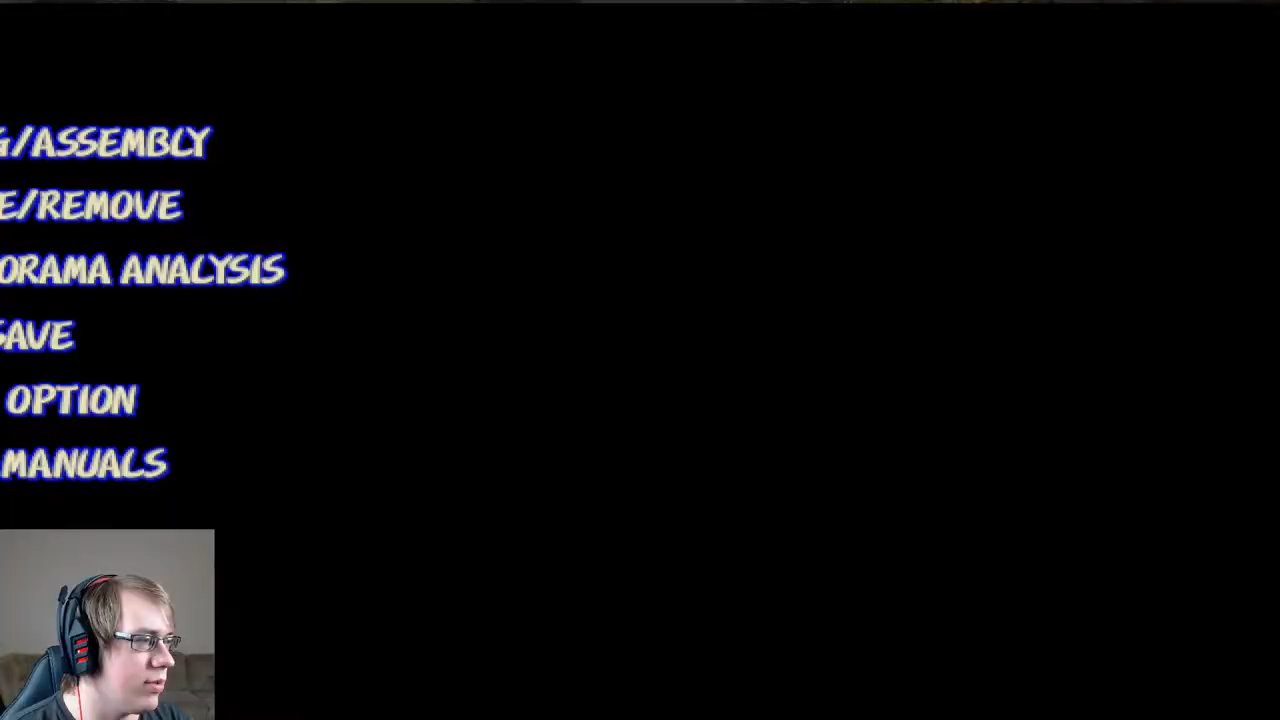 G/ASSEMBLY
E/REMOVE
ORAMA ANALYSIS
SAVE
OPTION
MANUALS